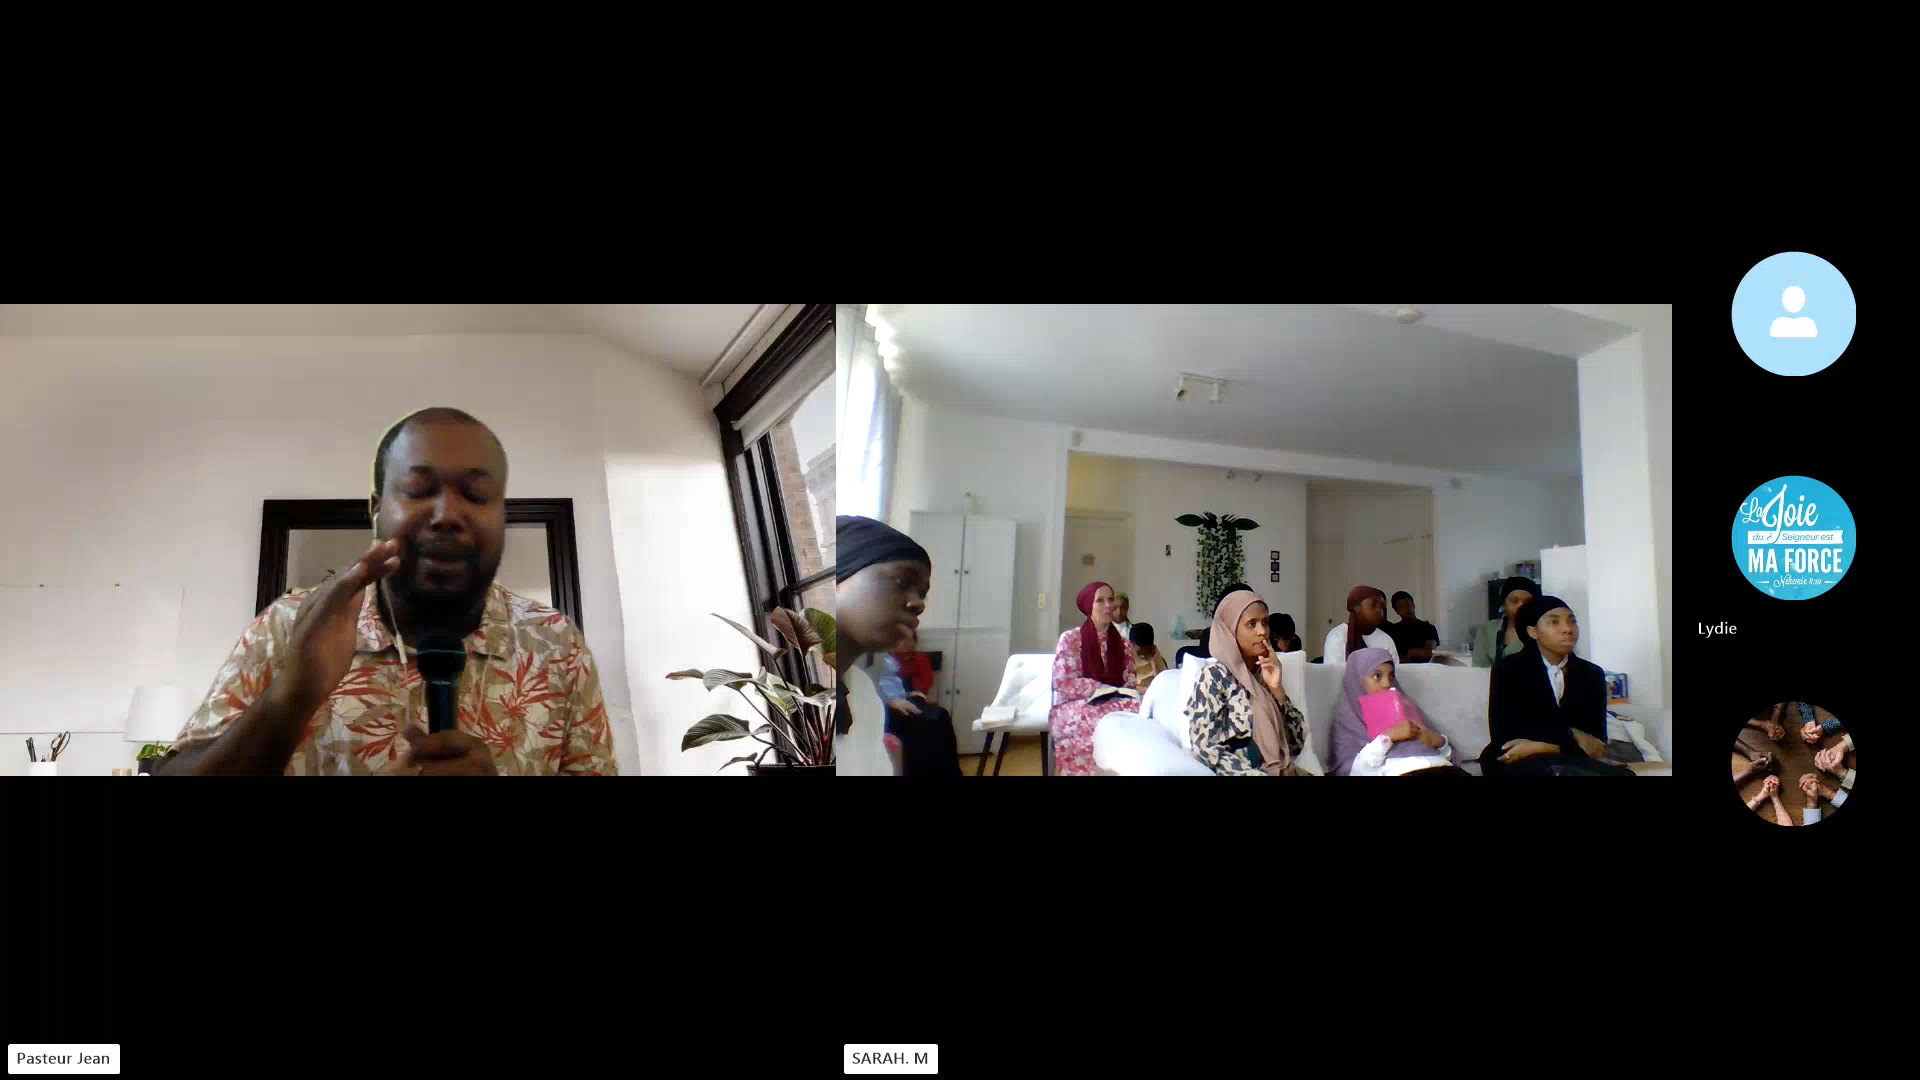 La Joie
du Seigneur est
MA FORCE
Néhémie 8:10
Lydie
Pasteur Jean
SARAH. M